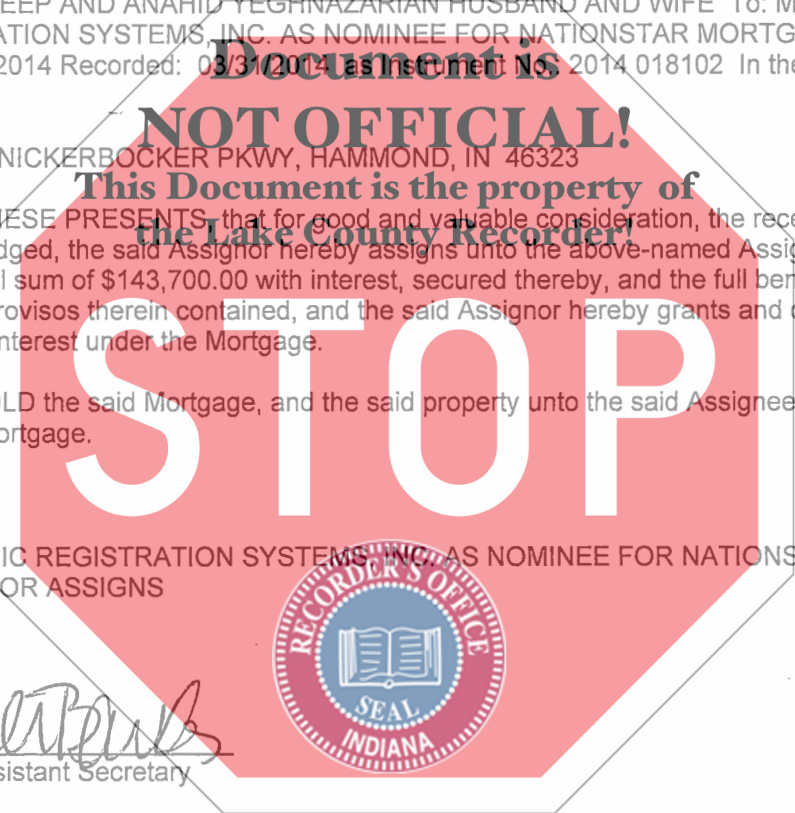 EEP AND ANAHID YEGHNAZARIAN HUSBAND AND WIFE To: M
ATION SYSTEMS, INC. AS NOMINEE FOR NATIONSTAR MORTG
2014 Recorded: 03/31/2014 as Instrument No.: 2014 018102 In the
Document is
NOT OFFICIAL!
NICKERBOCKER PKWY, HAMMOND, IN 46323
This Document is the property of
ESE PRESENTS, that for good and valuable consideration, the rece
the Lake County Recorder!
dged, the said Assignor hereby assigns unto the above-named Assig
l sum of $143,700.00 with interest, secured thereby, and the full ben
rovisos therein contained, and the said Assignor hereby grants and
nterest under the Mortgage.
STOP
LD the said Mortgage, and the said property unto the said Assignee
ortgage.
IC REGISTRATION SYSTEMS, INC. AS NOMINEE FOR NATIONS
OR ASSIGNS
RECORDER'S OFFICE
SEAL
INDIANA
sistant Secretary